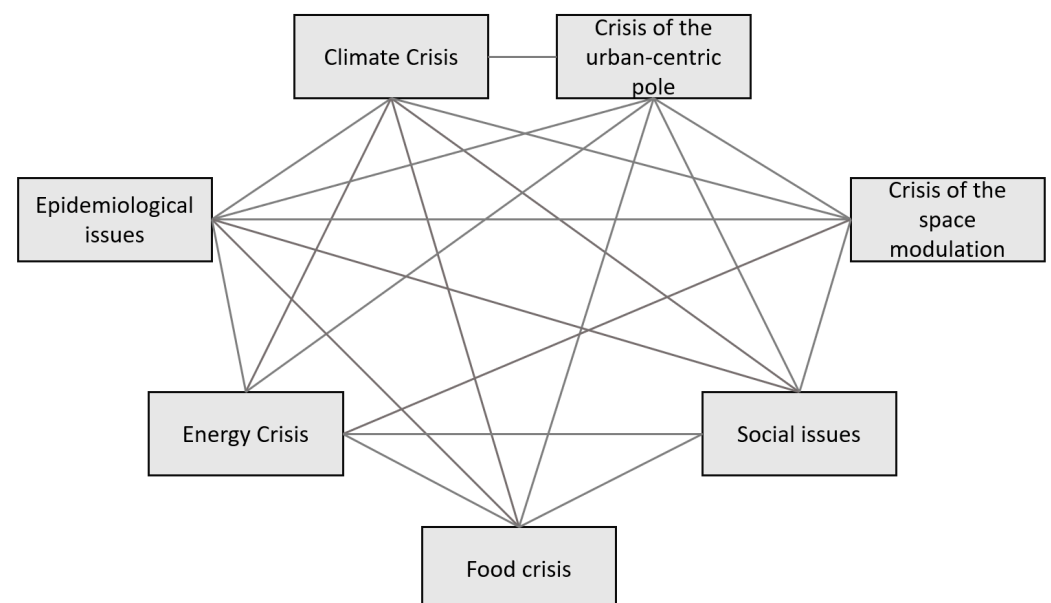 Climate Crisis
Crisis of the
urban-centric
pole
Epidemiological
issues
Crisis of the
space
modulation
Energy Crisis
Social issues
Food crisis